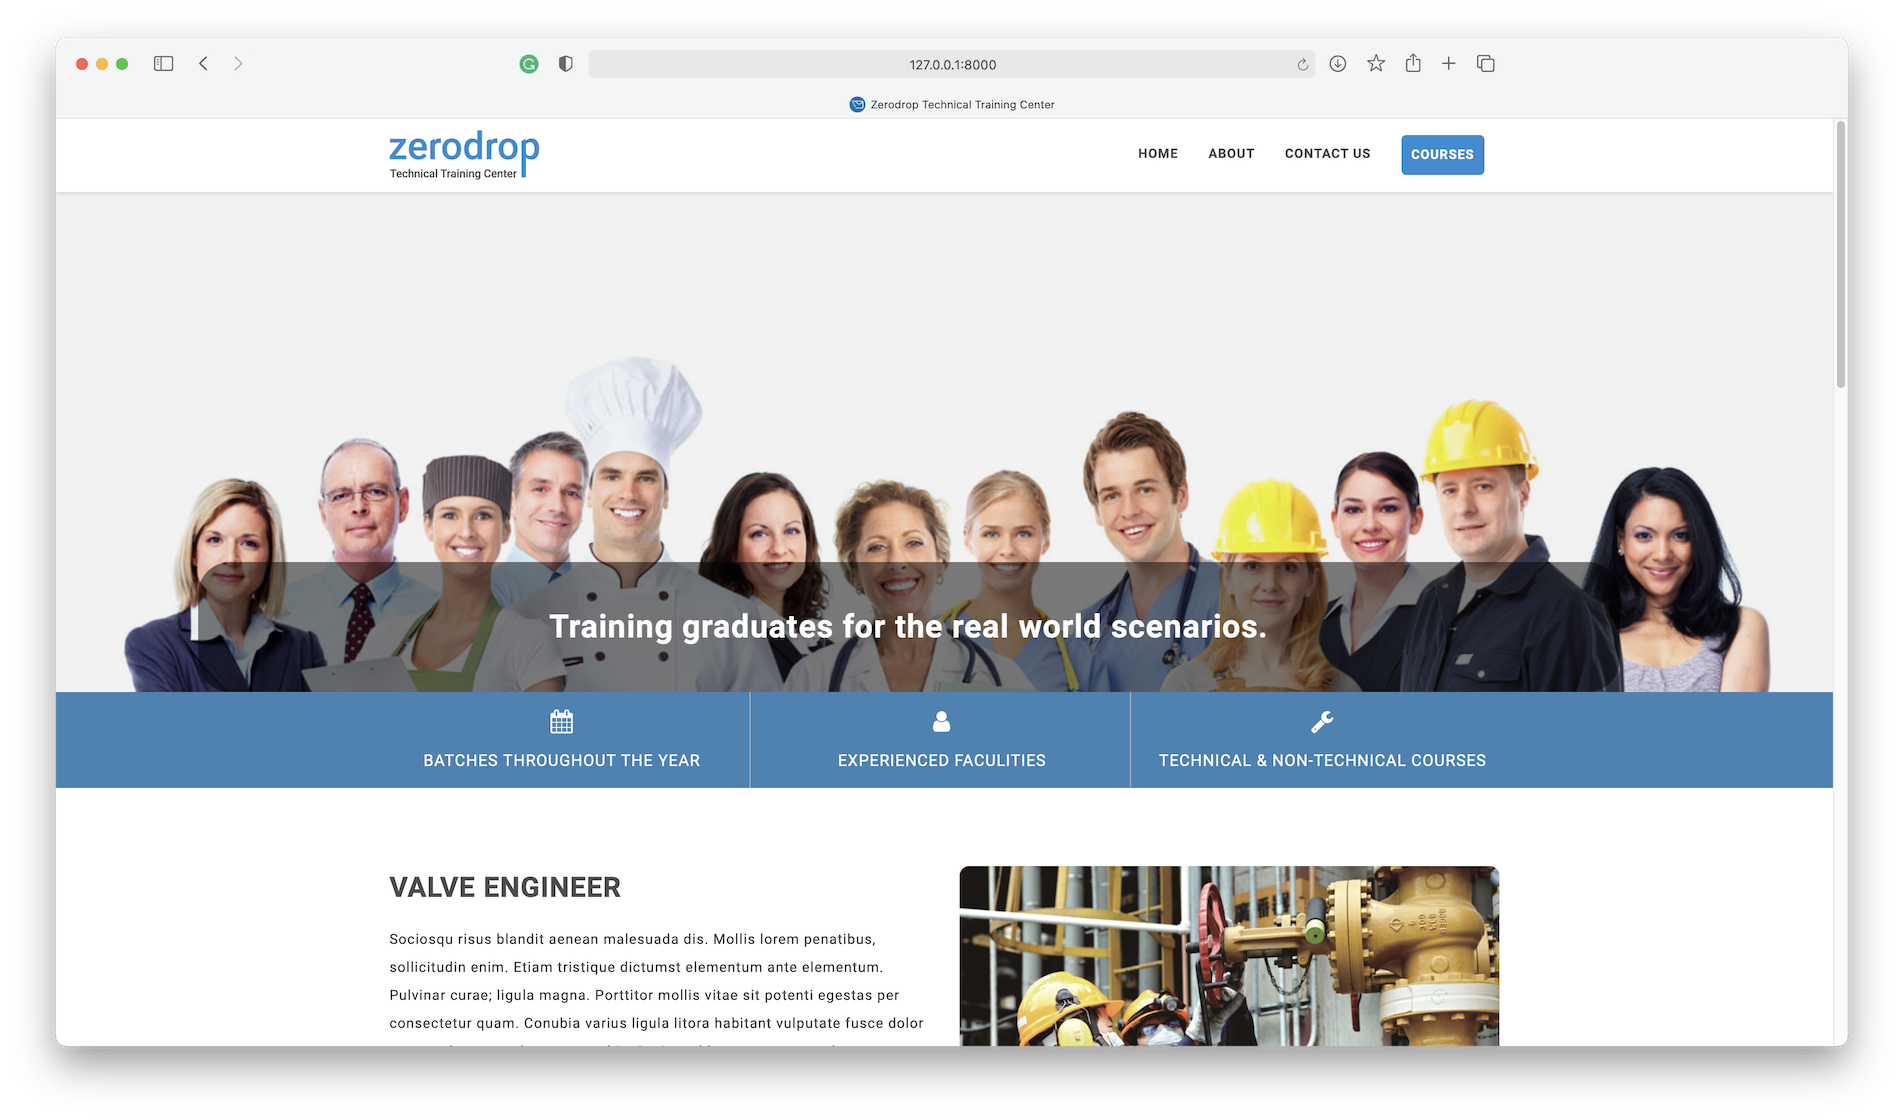 127.0.0.1:8000
Zerodrop Technical Training Center
zerodrop
Technical Training Center
HOME
ABOUT
CONTACT US
COURSES
Training graduates for the real world scenarios.
BATCHES THROUGHOUT THE YEAR
EXPERIENCED FACULITIES
TECHNICAL & NON-TECHNICAL COURSES
VALVE ENGINEER
Sociosqu risus blandit aenean malesuada dis. Mollis lorem penatibus,
sollicitudin enim. Etiam tristique dictumst elementum ante elementum.
Pulvinar curae; ligula magna. Porttitor mollis vitae sit potenti egestas per
consectetur quam. Conubia varius ligula litora habitant vulputate fusce dolor